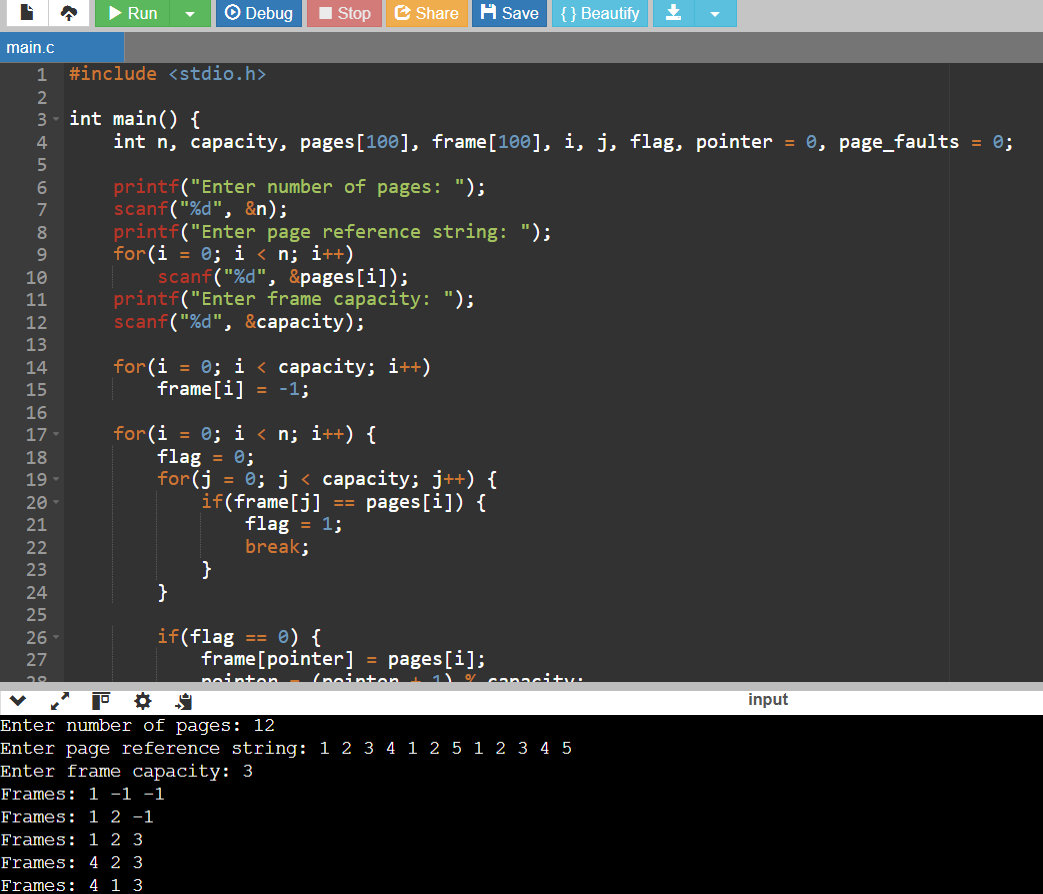 Run Debug Stop Share Save { } Beautify
main.c
1 #include <stdio.h>
2
3 int main() {
4     int n, capacity, pages[100], frame[100], i, j, flag, pointer = 0, page_faults = 0;
5
6     printf("Enter number of pages: ");
7     scanf("%d", &n);
8     printf("Enter page reference string: ");
9     for(i = 0; i < n; i++)
10         scanf("%d", &pages[i]);
11     printf("Enter frame capacity: ");
12     scanf("%d", &capacity);
13
14     for(i = 0; i < capacity; i++)
15         frame[i] = -1;
16
17     for(i = 0; i < n; i++) {
18         flag = 0;
19         for(j = 0; j < capacity; j++) {
20             if(frame[j] == pages[i]) {
21                 flag = 1;
22                 break;
23             }
24         }
25
26         if(flag == 0) {
27             frame[pointer] = pages[i];
28             pointer = (pointer + 1) % capacity;
input
Enter number of pages: 12
Enter page reference string: 1 2 3 4 1 2 5 1 2 3 4 5
Enter frame capacity: 3
Frames: 1 -1 -1
Frames: 1 2 -1
Frames: 1 2 3
Frames: 4 2 3
Frames: 4 1 3